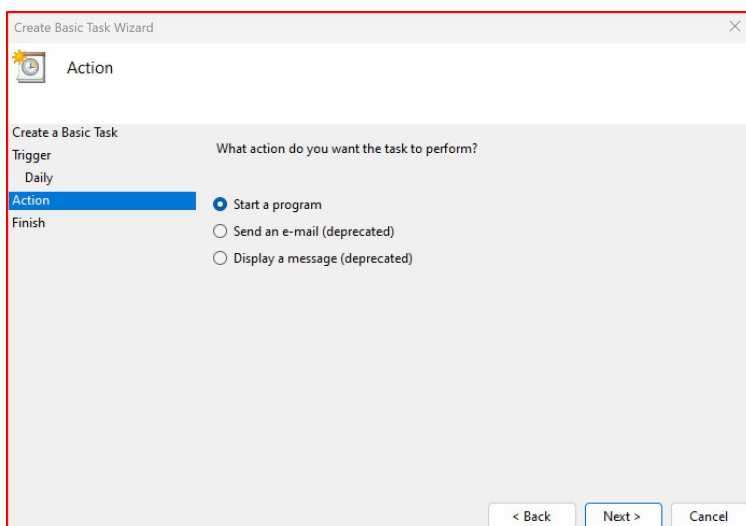 Create Basic Task Wizard
Action
Create a Basic Task
Trigger
Daily
Action
Finish
What action do you want the task to perform?
Start a program
Send an e-mail (deprecated)
Display a message (deprecated)
< Back
Next >
Cancel